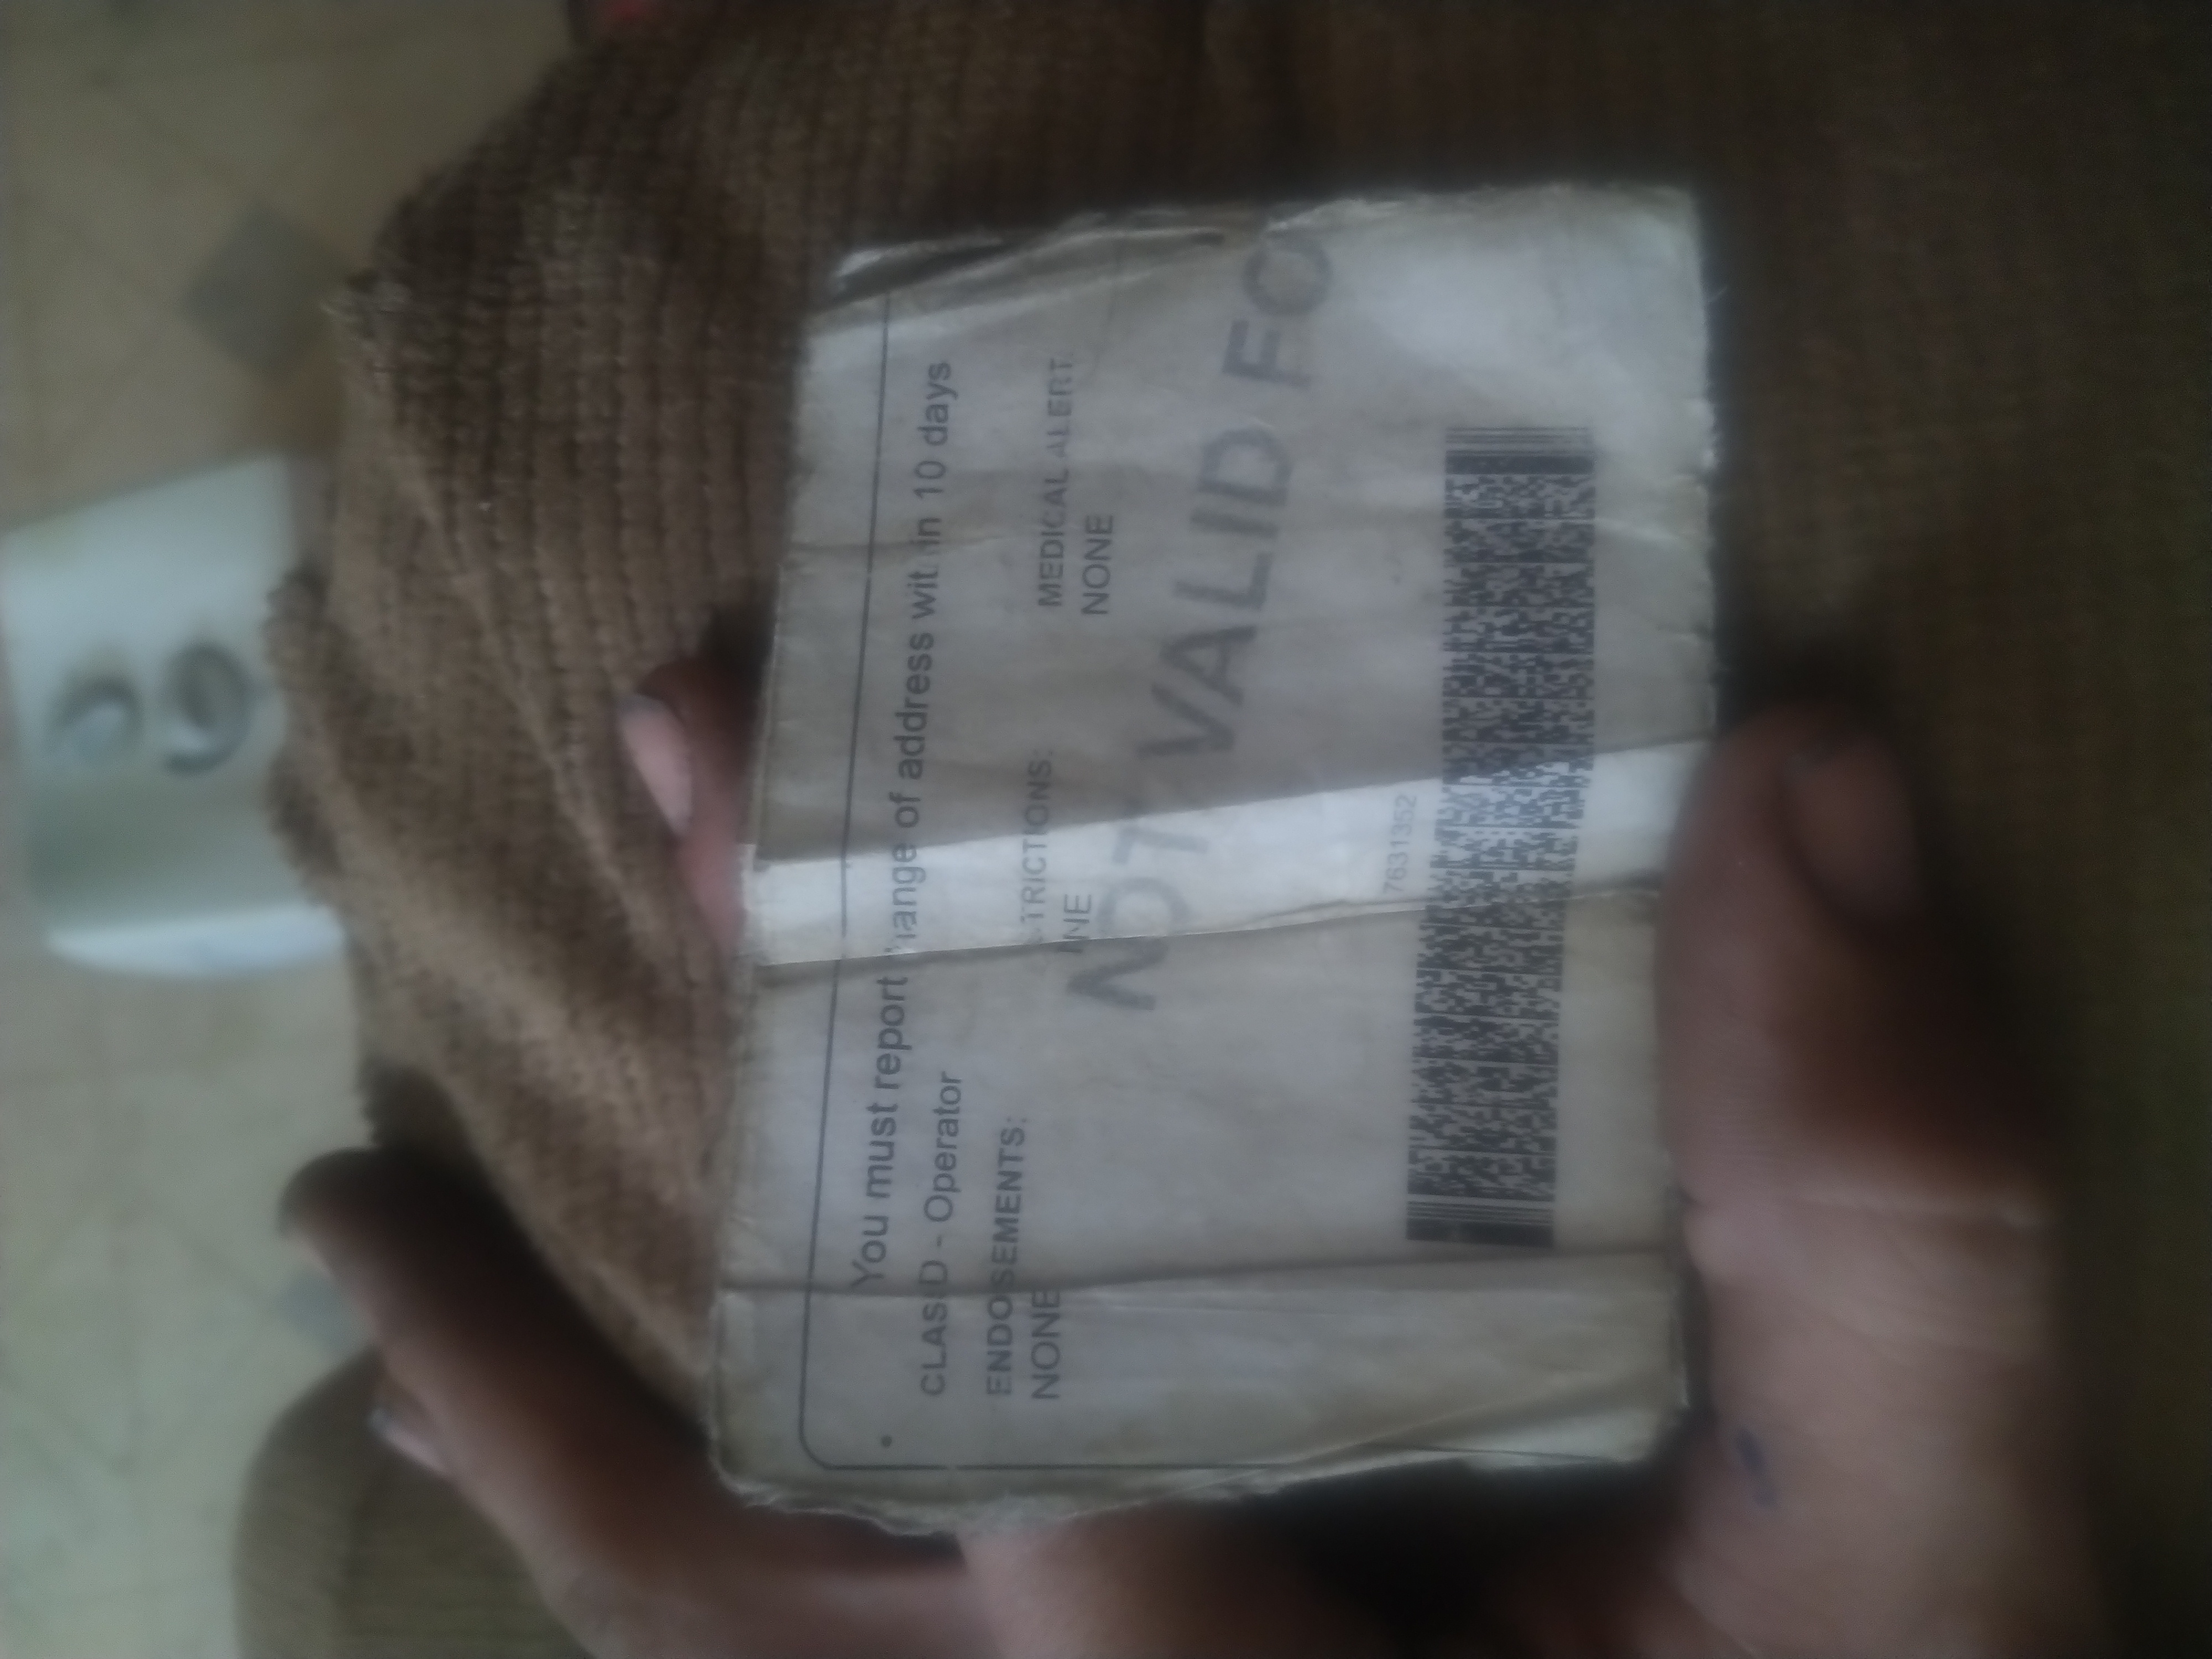 You must report change of address within 10 days
CLASS D - Operator
ENDORSEMENTS:
NONE
RESTRICTIONS:
NONE
MEDICAL ALERT
NONE
NOT VALID FO
76313352